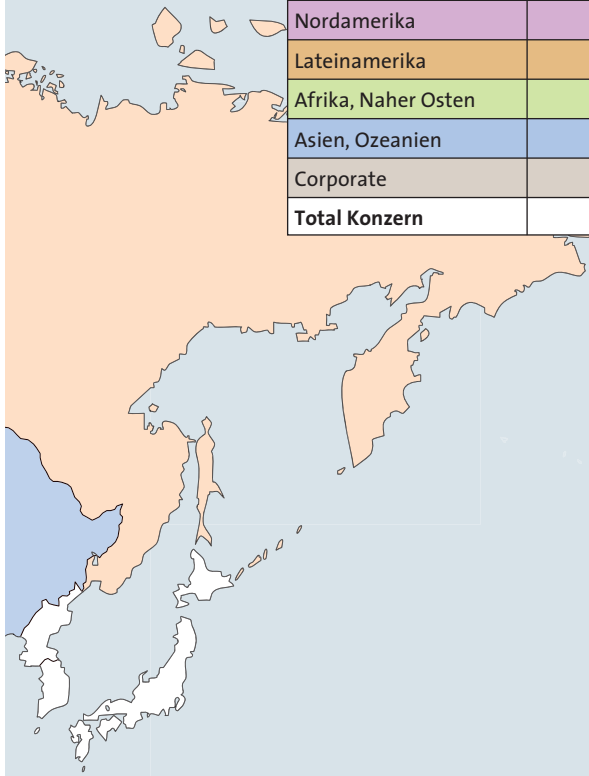 Nordamerika
Lateinamerika
Afrika, Naher Osten
Asien, Ozeanien
Corporate
Total Konzern